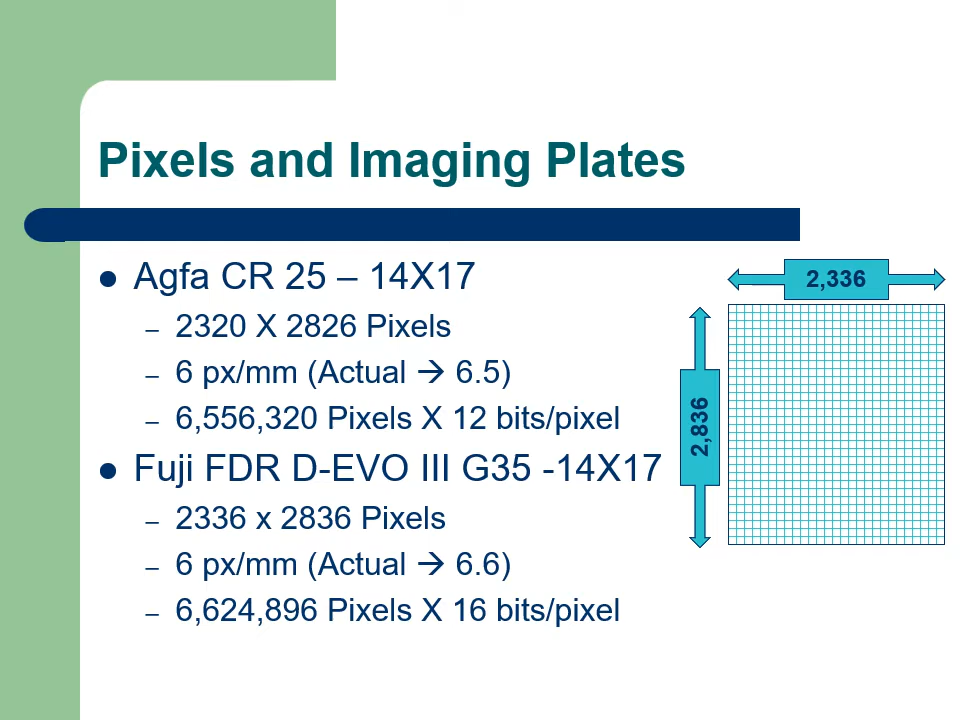 Pixels and Imaging Plates
● Agfa CR 25 – 14X17
– 2320 X 2826 Pixels
– 6 px/mm (Actual → 6.5)
– 6,556,320 Pixels X 12 bits/pixel
● Fuji FDR D-EVO III G35 -14X17
– 2336 x 2836 Pixels
– 6 px/mm (Actual → 6.6)
– 6,624,896 Pixels X 16 bits/pixel
2,336
2,836